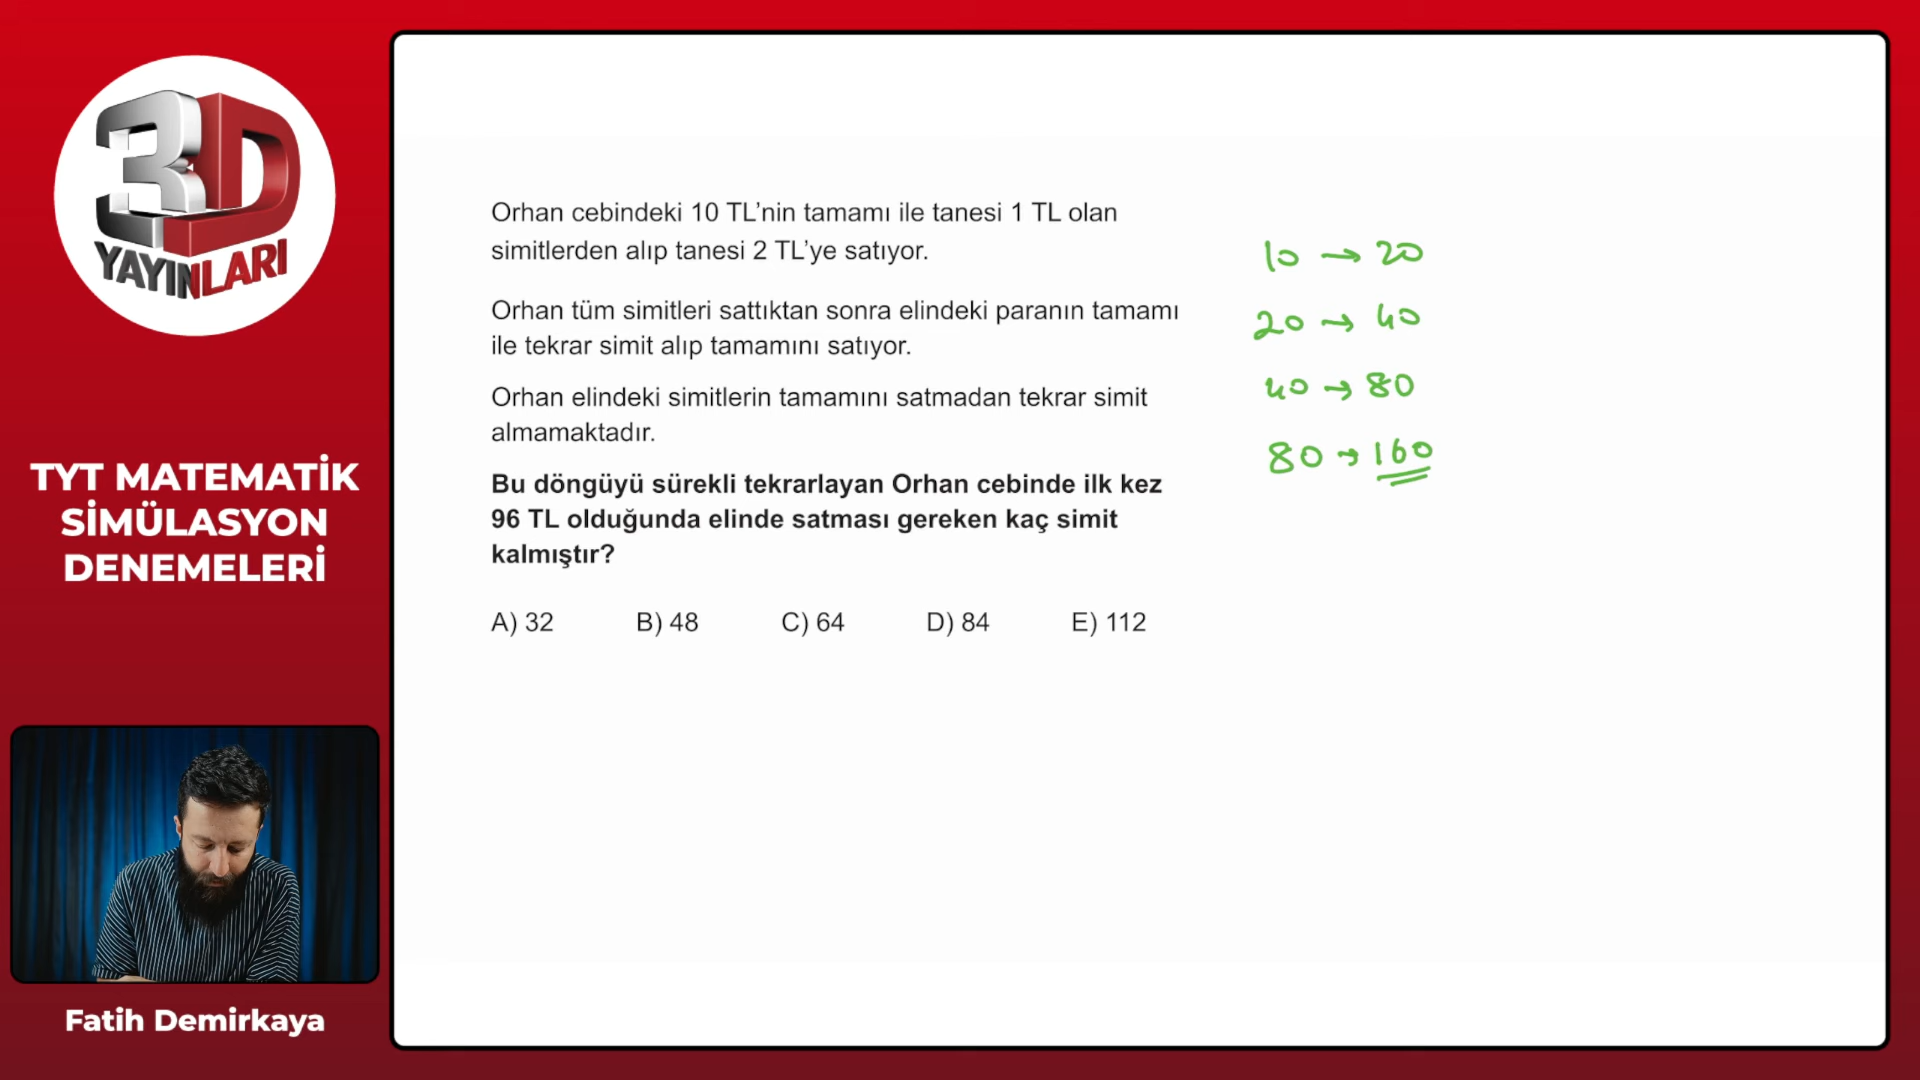 3D
YAYINLARI
TYT MATEMATİK
SİMÜLASYON
DENEMELERİ
Fatih Demirkaya
Orhan cebindeki 10 TL’nin tamamı ile tanesi 1 TL olan
simitlerden alıp tanesi 2 TL’ye satıyor.
Orhan tüm simitleri sattıktan sonra elindeki paranın tamamı
ile tekrar simit alıp tamamını satıyor.
Orhan elindeki simitlerin tamamını satmadan tekrar simit
almamaktadır.
Bu döngüyü sürekli tekrarlayan Orhan cebinde ilk kez
96 TL olduğunda elinde satması gereken kaç simit
kalmıştır?
A) 32 B) 48 C) 64 D) 84 E) 112
10 → 20
20 → 40
40 → 80
80 → 160